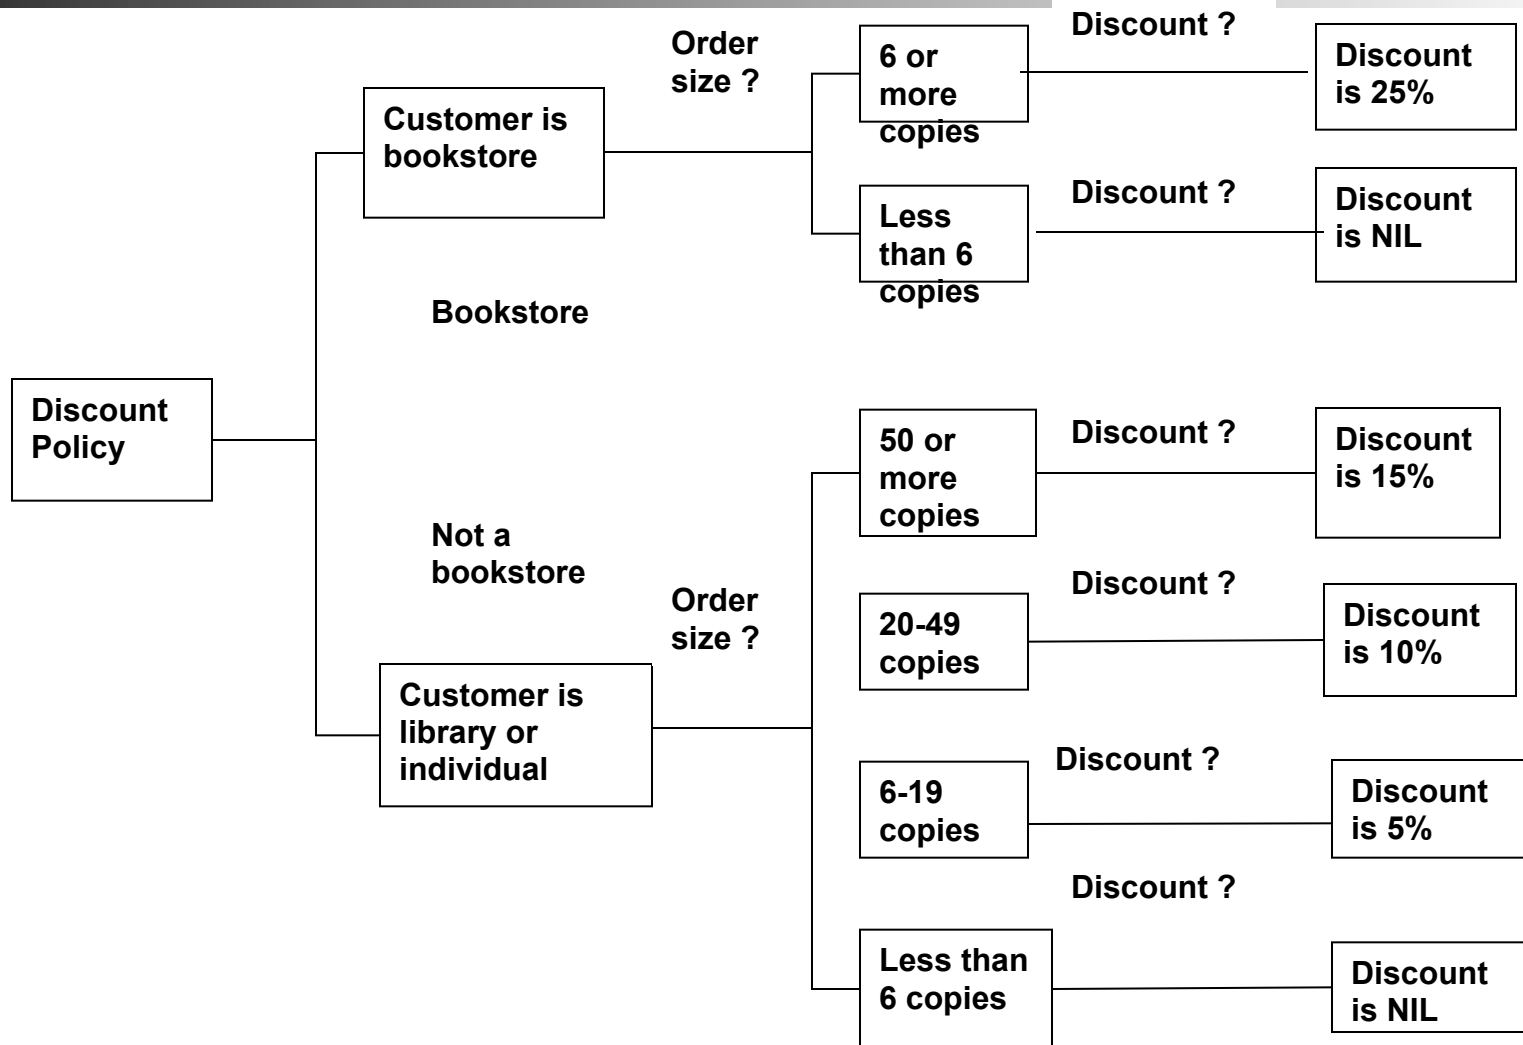 Discount
Policy
Bookstore
Not a
bookstore
Customer is
bookstore
Order
size ?
6 or
more
copies
Discount ?
Discount
is 25%
Less
than 6
copies
Discount ?
Discount
is NIL
Customer is
library or
individual
Order
size ?
50 or
more
copies
Discount ?
Discount
is 15%
20-49
copies
Discount ?
Discount
is 10%
6-19
copies
Discount ?
Discount
is 5%
Less than
6 copies
Discount ?
Discount
is NIL